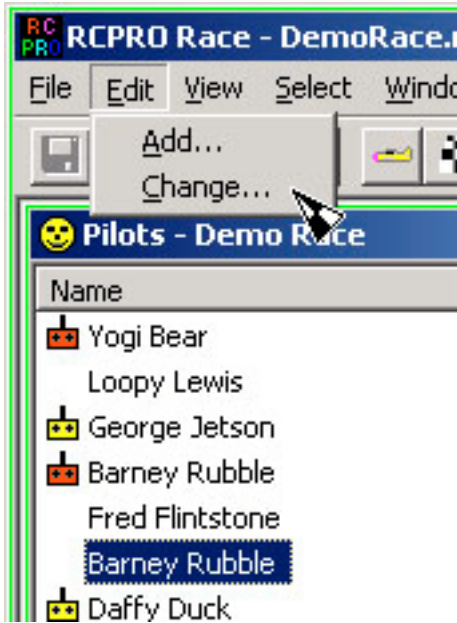 RC PRO RCPRO Race - DemoRace.
File Edit View Select Windo
Add...
Change...
Pilots - Demo Race
Name
Yogi Bear
Loopy Lewis
George Jetson
Barney Rubble
Fred Flintstone
Barney Rubble
Daffy Duck